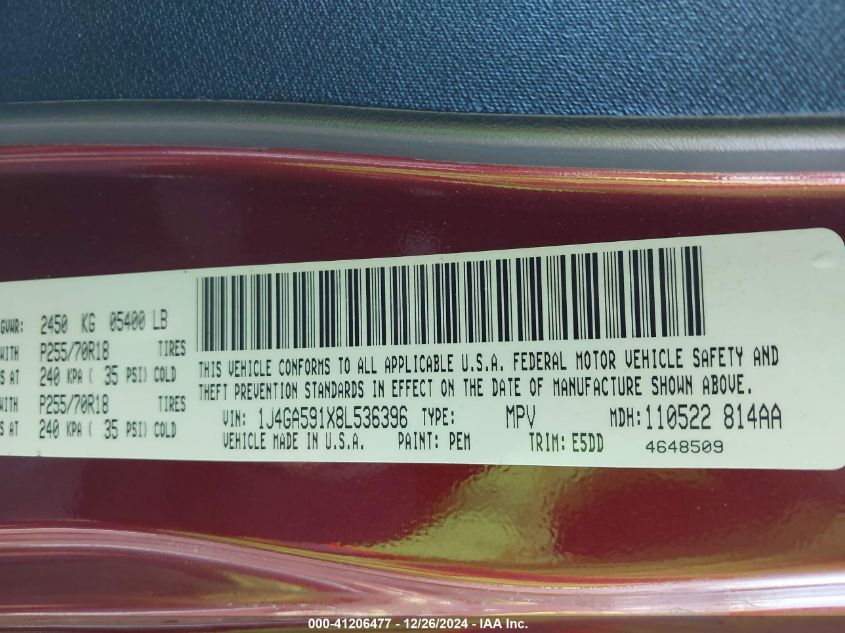 GVWR: 2450 KG 05400 LB
WITH P255/70R18 TIRES
AT 240 KPA ( 35 PSI) COLD
WITH P255/70R18 TIRES
AT 240 KPA ( 35 PSI) COLD
THIS VEHICLE CONFORMS TO ALL APPLICABLE U.S.A. FEDERAL MOTOR VEHICLE SAFETY AND
THEFT PREVENTION STANDARDS IN EFFECT ON THE DATE OF MANUFACTURE SHOWN ABOVE.
VIN: 1J4GA591X8L536396 TYPE: MPV MDH: 110522 814AA
VEHICLE MADE IN U.S.A. PAINT: PEM TRIM: E5DD 4648509
000-41206477 - 12/26/2024 - IAA Inc.